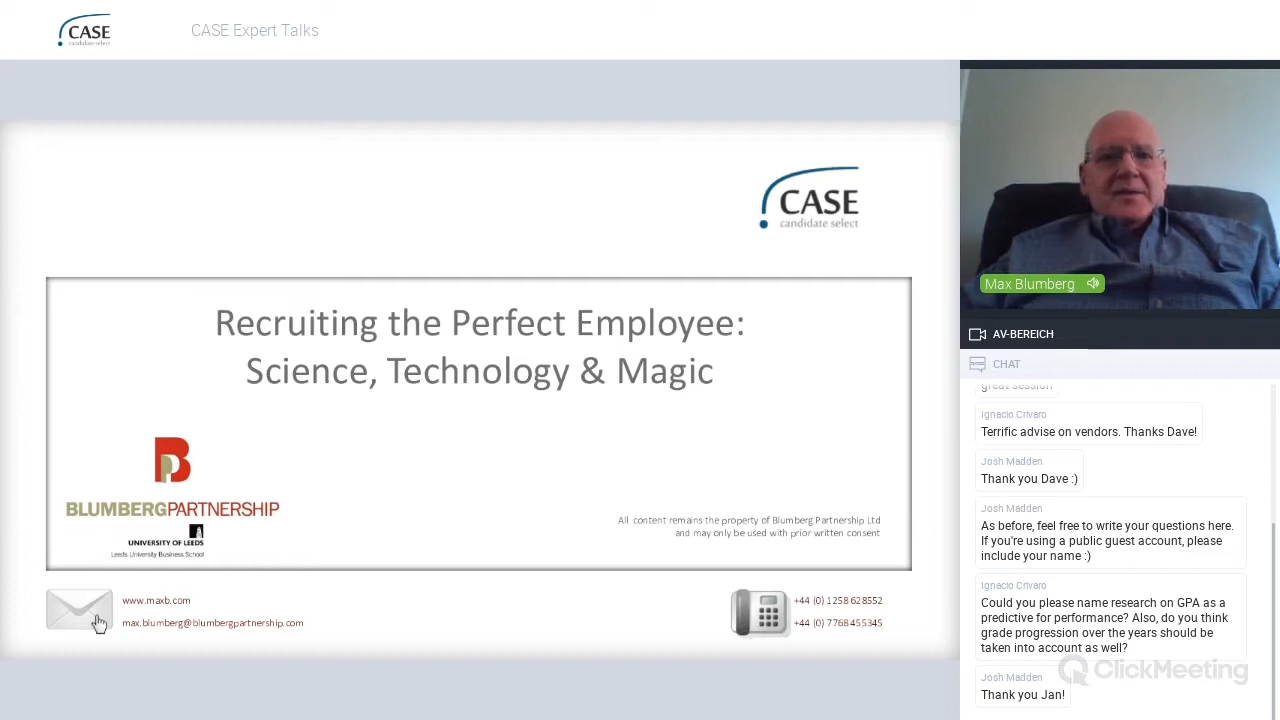 CASE
candidate select
CASE Expert Talks
CASE
candidate select
Recruiting the Perfect Employee:
Science, Technology & Magic
BLUMBERGPARTNERSHIP
UNIVERSITY OF LEEDS
Leeds University Business School
All content remains the property of Blumberg Partnership Ltd
and may only be used with prior written consent
www.maxb.com
max.blumberg@blumbergpartnership.com
+44 (0) 1258 628552
+44 (0) 7768 455345
Max Blumberg
AV-BEREICH
CHAT
great session
Ignacio Crivaro
Terrific advise on vendors. Thanks Dave!
Josh Madden
Thank you Dave :)
Josh Madden
As before, feel free to write your questions here.
If you're using a public guest account, please
include your name :)
Ignacio Crivaro
Could you please name research on GPA as a
predictive for performance? Also, do you think
grade progression over the years should be
taken into account as well?
ClickMeeting
Josh Madden
Thank you Jan!